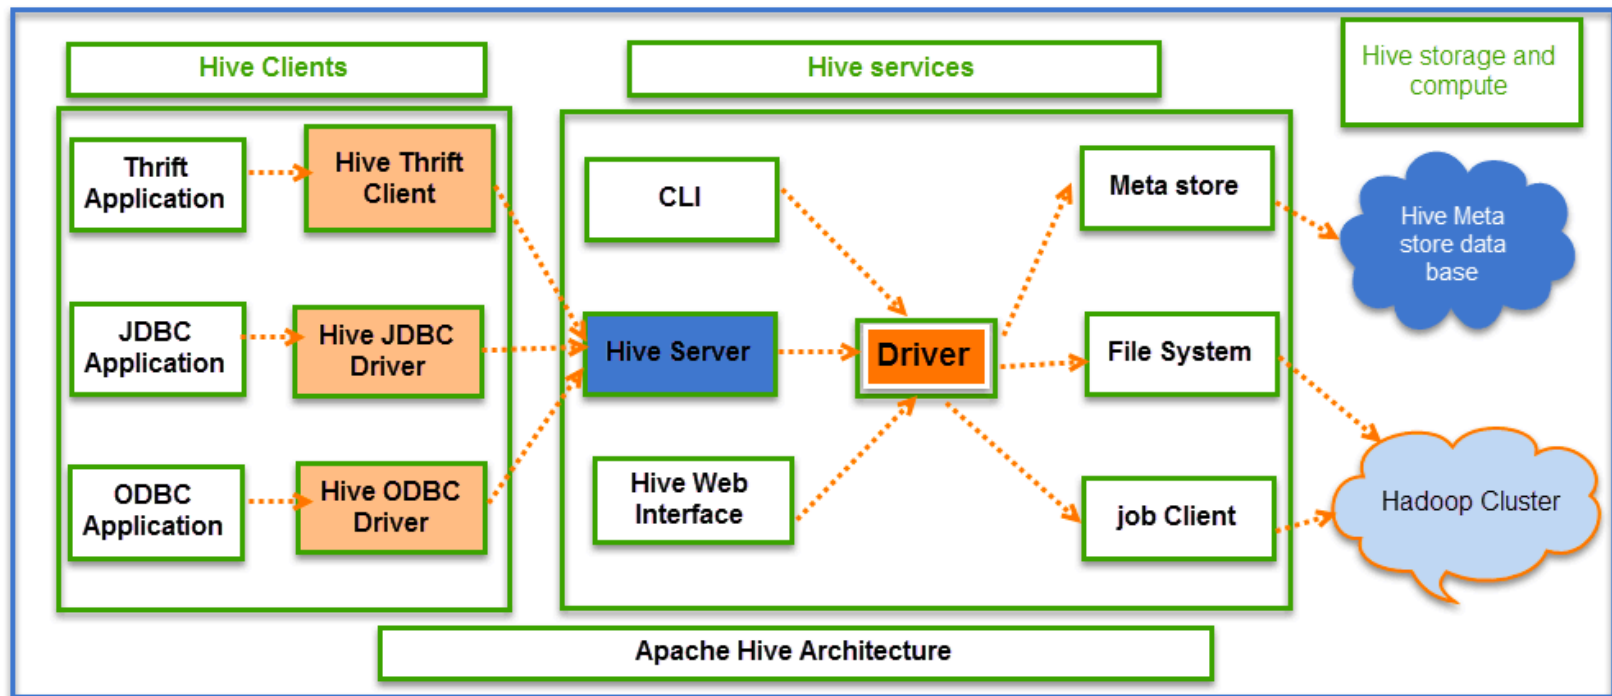 Hive Clients
Hive services
Hive storage and
compute
Thrift
Application
Hive Thrift
Client
JDBC
Application
Hive JDBC
Driver
ODBC
Application
Hive ODBC
Driver
CLI
Hive Server
Hive Web
Interface
Driver
Meta store
File System
job Client
Hive Meta
store data
base
Hadoop Cluster
Apache Hive Architecture